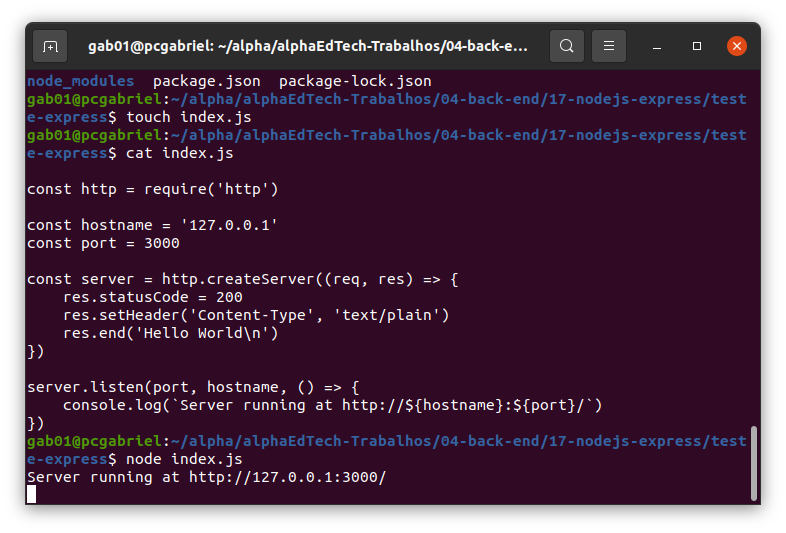 gab01@pcgabriel: ~/alpha/alphaEdTech-Trabalhos/04-back-e...
node_modules  package.json  package-lock.json
gab01@pcgabriel:~/alpha/alphaEdTech-Trabalhos/04-back-end/17-nodejs-express/test
e-express$ touch index.js
gab01@pcgabriel:~/alpha/alphaEdTech-Trabalhos/04-back-end/17-nodejs-express/test
e-express$ cat index.js

const http = require('http')

const hostname = '127.0.0.1'
const port = 3000

const server = http.createServer((req, res) => {
    res.statusCode = 200
    res.setHeader('Content-Type', 'text/plain')
    res.end('Hello World\n')
})

server.listen(port, hostname, () => {
    console.log(`Server running at http://${hostname}:${port}/`)
})
gab01@pcgabriel:~/alpha/alphaEdTech-Trabalhos/04-back-end/17-nodejs-express/test
e-express$ node index.js
Server running at http://127.0.0.1:3000/